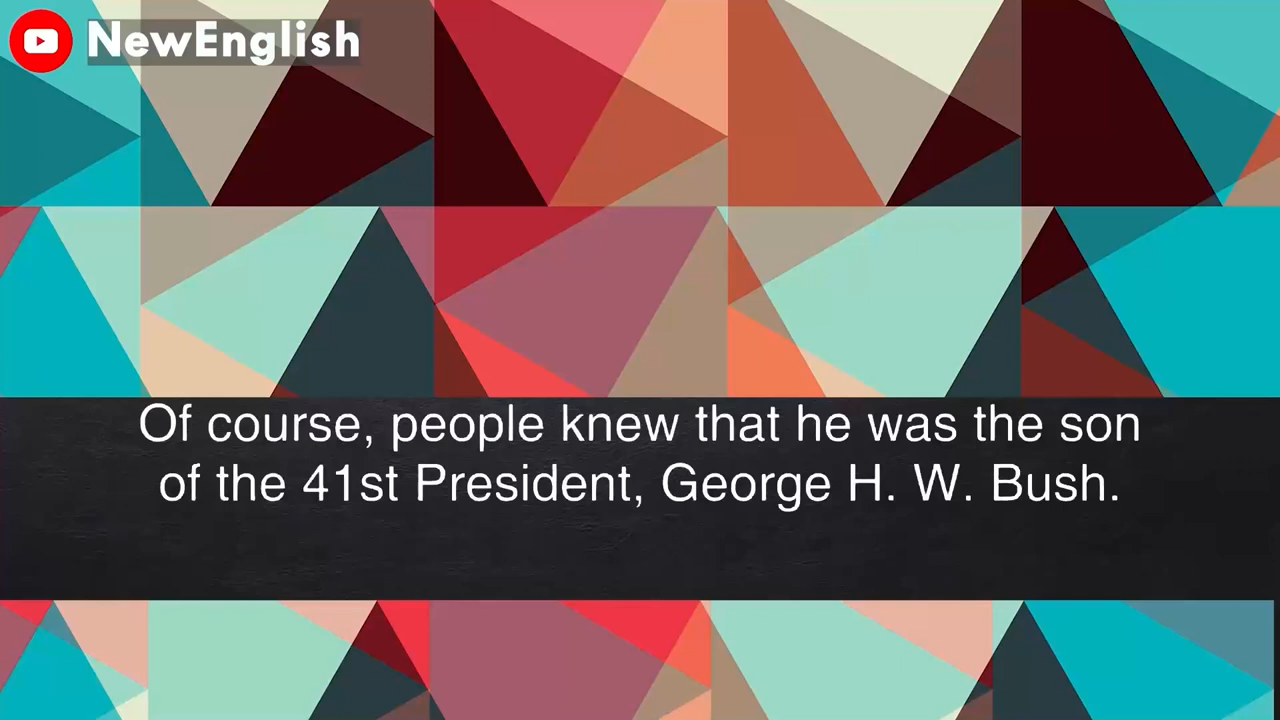 NewEnglish
Of course, people knew that he was the son
of the 41st President, George H. W. Bush.